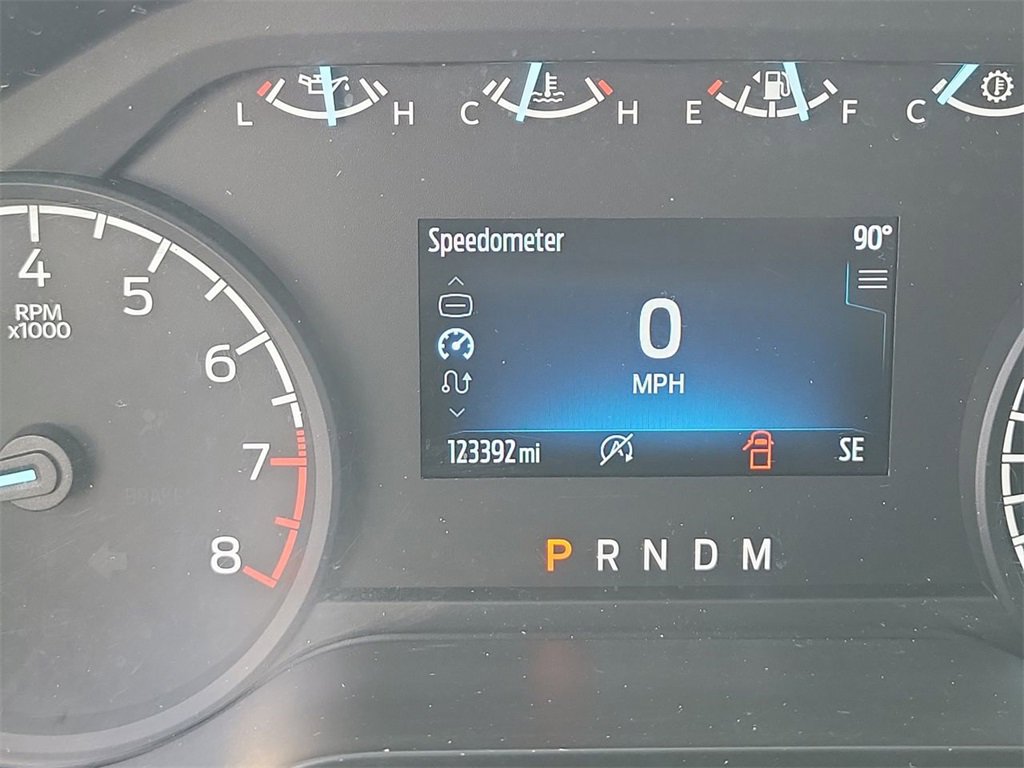 L H C H E F C
Speedometer 90°
4
5
RPM
x1000
0
6
MPH
7
123392 mi A SE
8
P R N D M